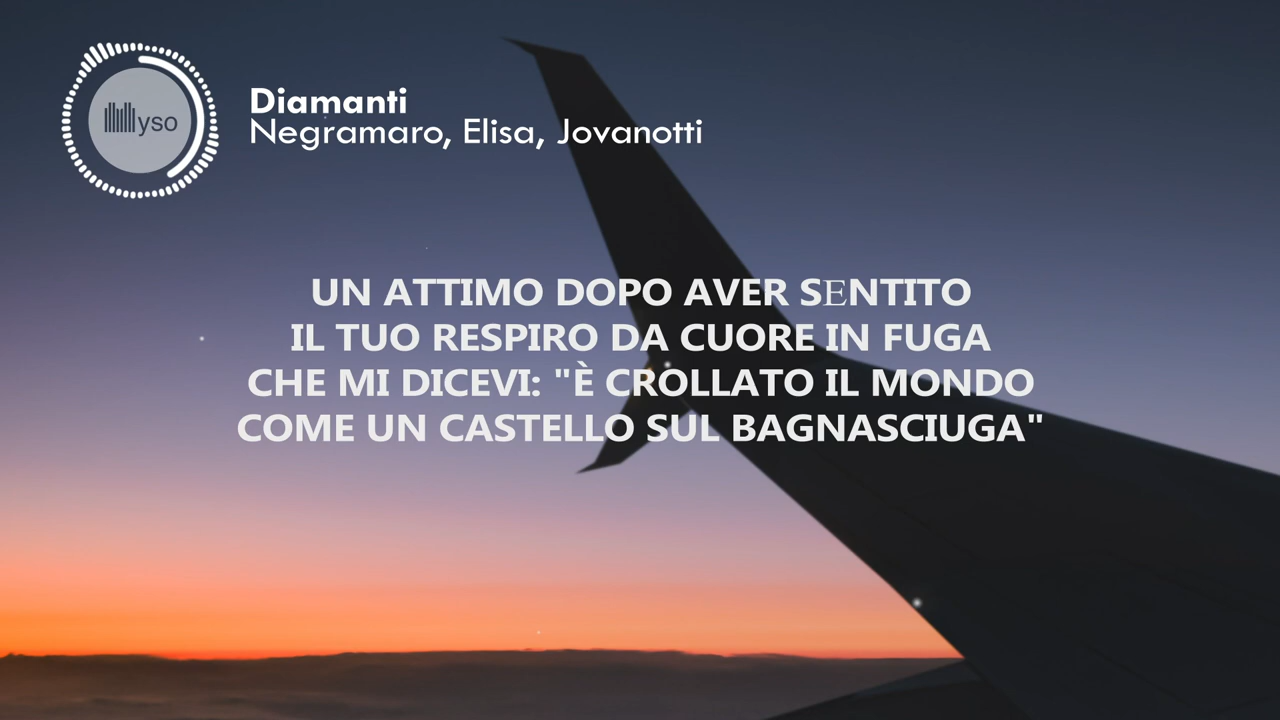 yso
Diamanti
Negramaro, Elisa, Jovanotti
UN ATTIMO DOPO AVER SЕNTITO
IL TUO RESPIRO DA CUORE IN FUGA
CHE MI DICEVI: "È CROLLATO IL MONDO
COME UN CASTELLO SUL BAGNASCIUGA"